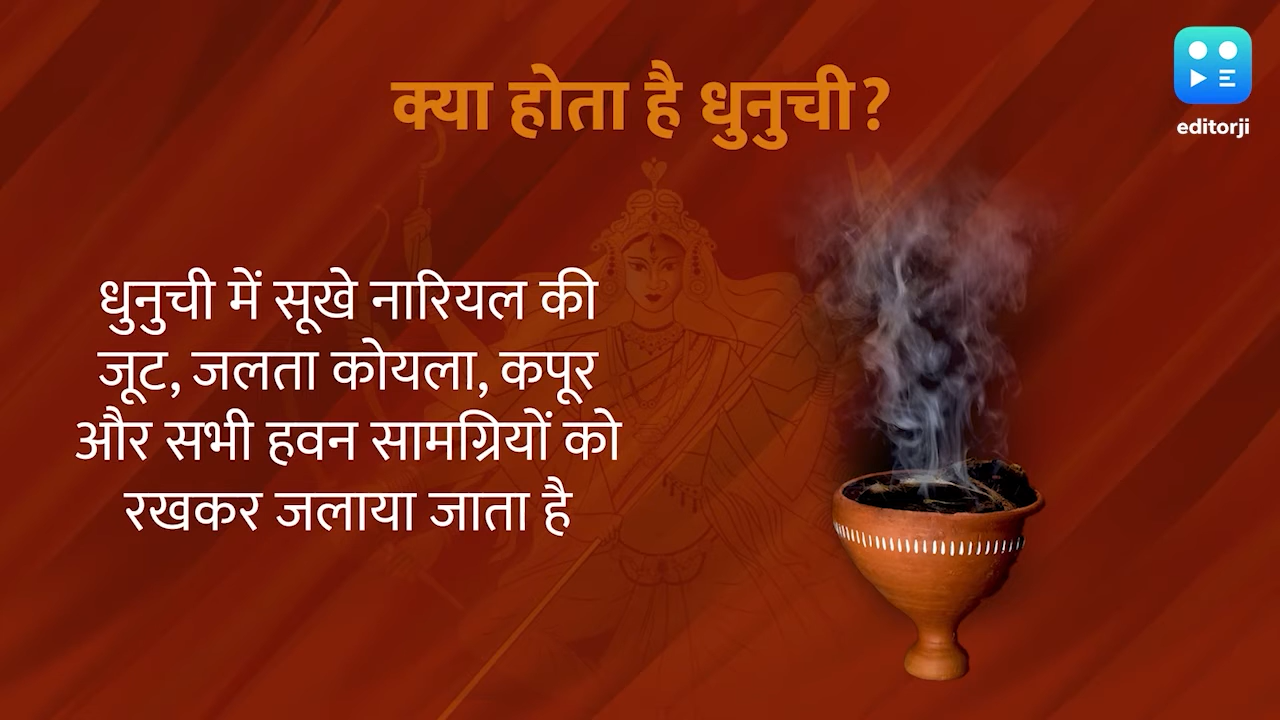 क्या होता है धुनुची?
editorji
धुनुची में सूखे नारियल की
जूट, जलता कोयला, कपूर
और सभी हवन सामग्रियों को
रखकर जलाया जाता है